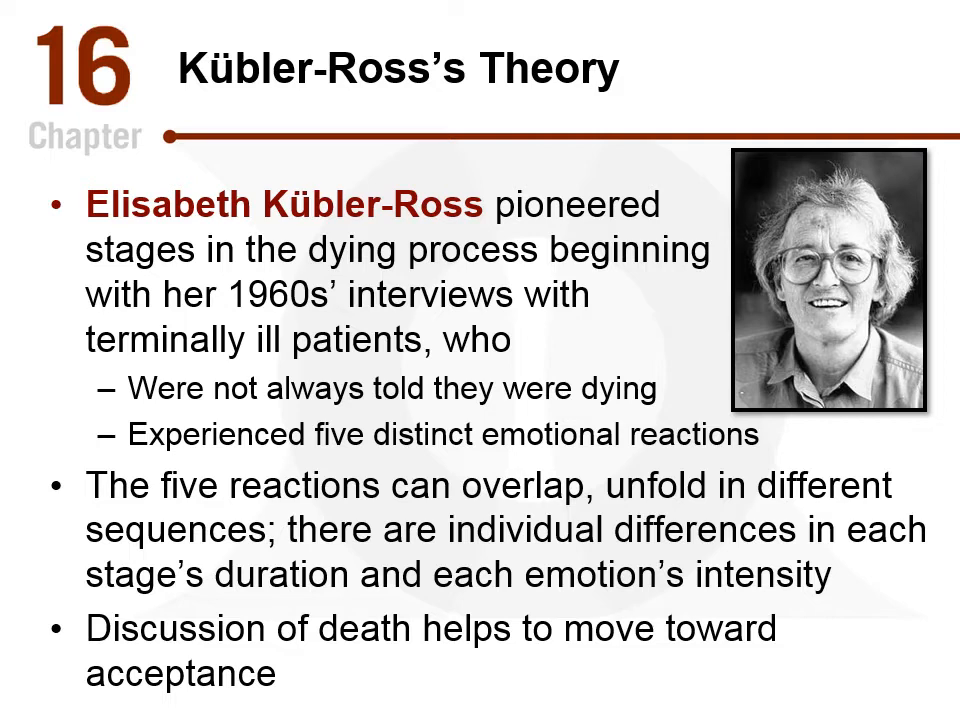 16
Chapter
Kübler-Ross’s Theory
• Elisabeth Kübler-Ross pioneered
stages in the dying process beginning
with her 1960s’ interviews with
terminally ill patients, who
– Were not always told they were dying
– Experienced five distinct emotional reactions
• The five reactions can overlap, unfold in different
sequences; there are individual differences in each
stage’s duration and each emotion’s intensity
• Discussion of death helps to move toward
acceptance